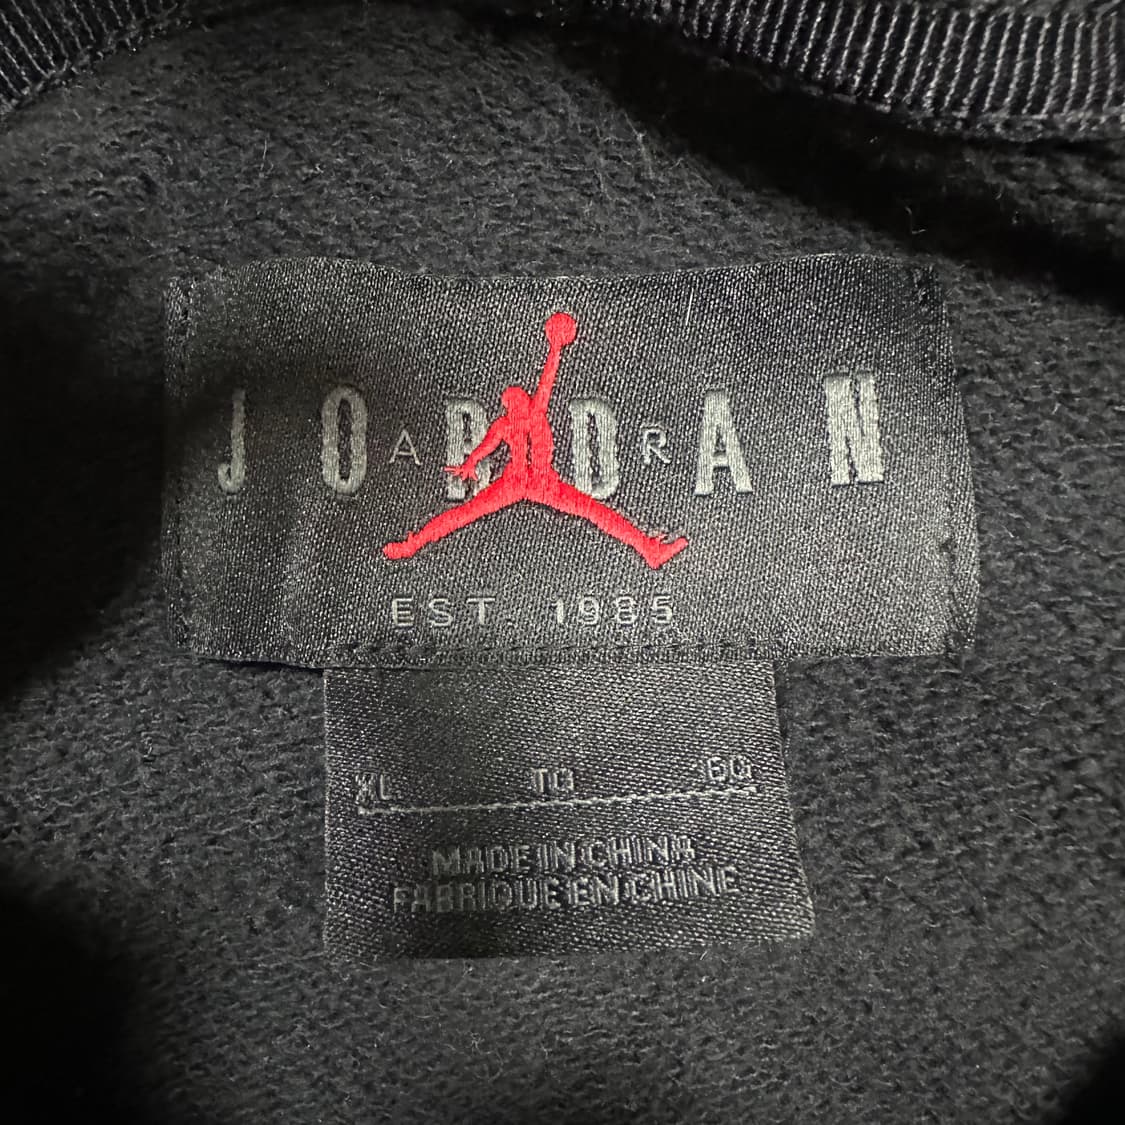 JORDAN
AIR
EST. 1985
XL TG EG
MADE IN CHINA
FABRIQUE EN CHINE